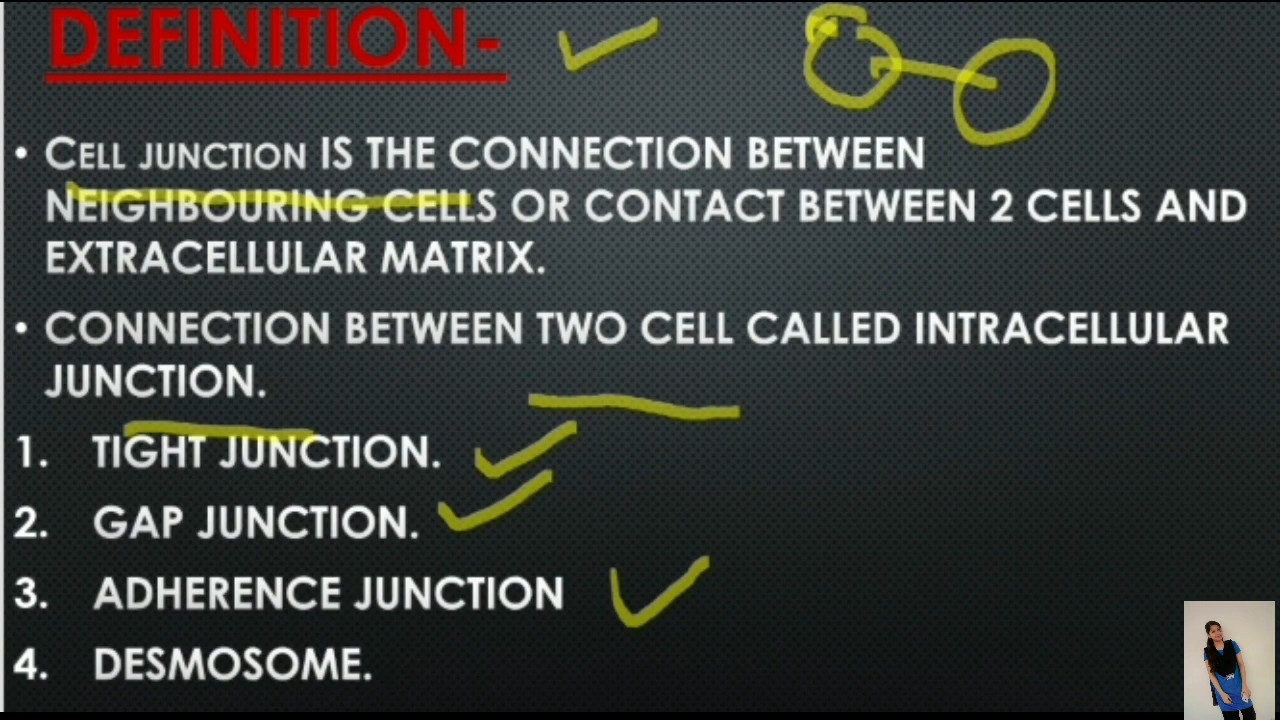 DEFINITION-
• CELL JUNCTION IS THE CONNECTION BETWEEN
NEIGHBOURING CELLS OR CONTACT BETWEEN 2 CELLS AND
EXTRACELLULAR MATRIX.
• CONNECTION BETWEEN TWO CELL CALLED INTRACELLULAR
JUNCTION.
1. TIGHT JUNCTION.
2. GAP JUNCTION.
3. ADHERENCE JUNCTION
4. DESMOSOME.